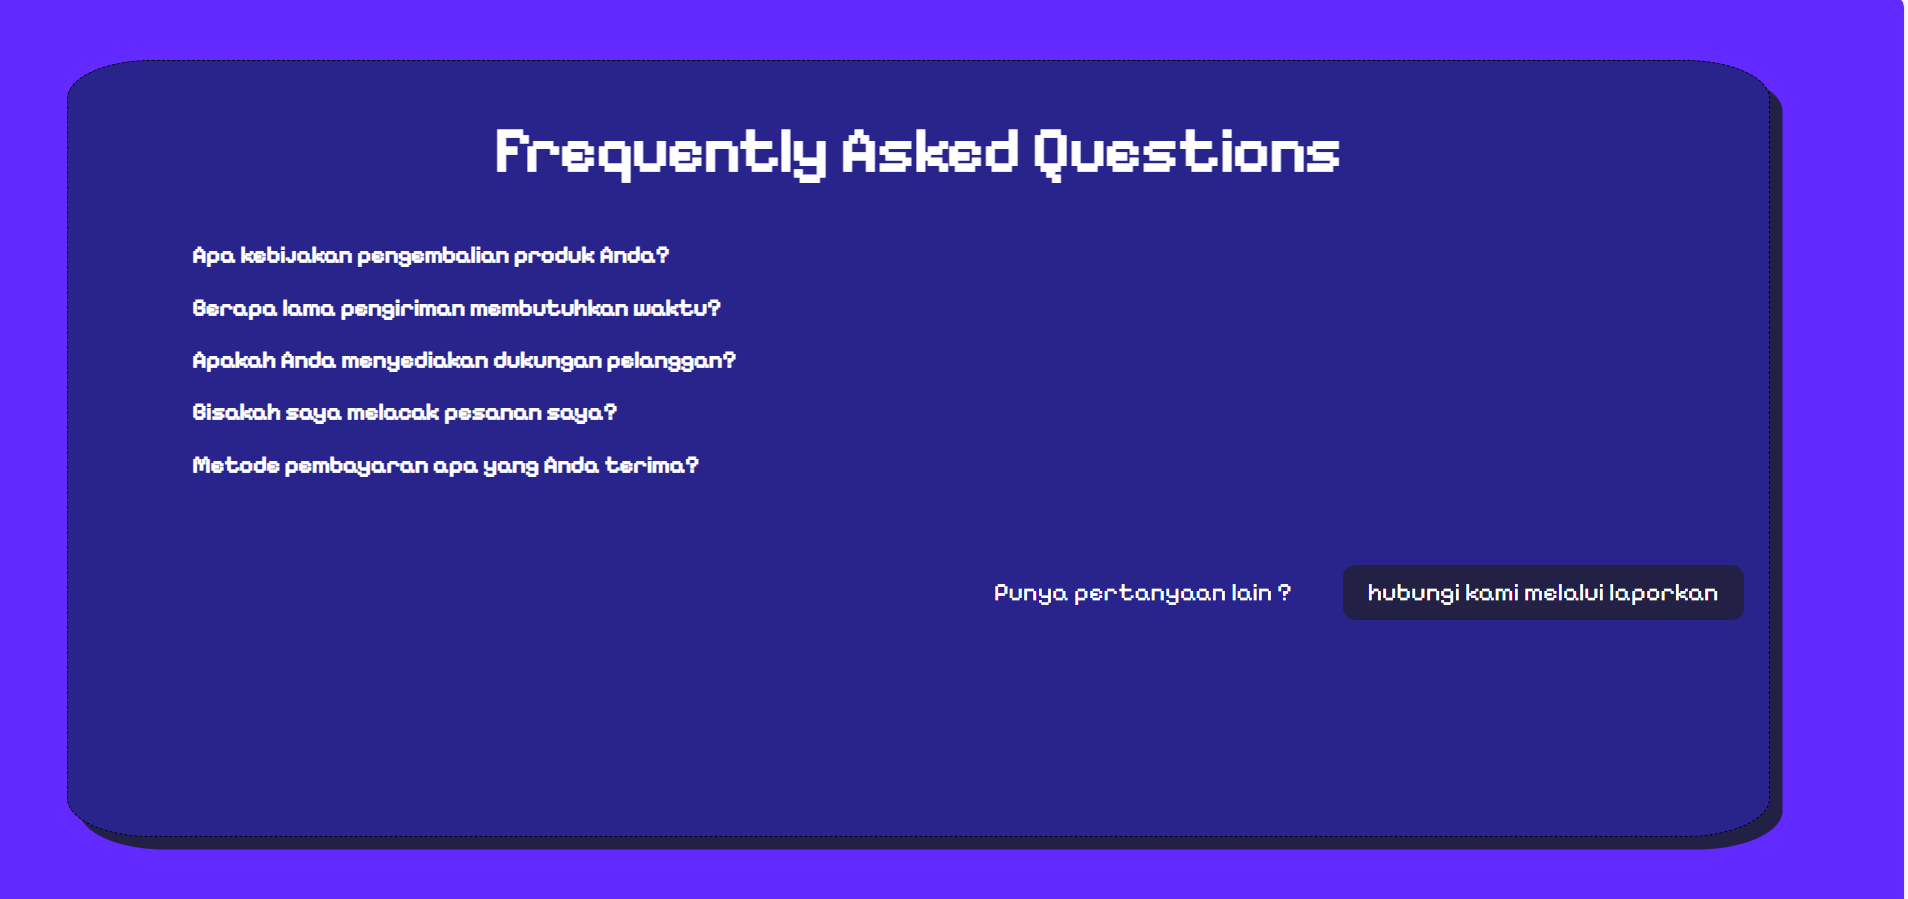 Frequently Asked Questions
Apa kebijakan pengembalian produk Anda?
Berapa lama pengiriman membutuhkan waktu?
Apakah Anda menyediakan dukungan pelanggan?
Bisakah saya melacak pesanan saya?
Metode pembayaran apa yang Anda terima?
Punya pertanyaan lain ? hubungi kami melalui laporkan